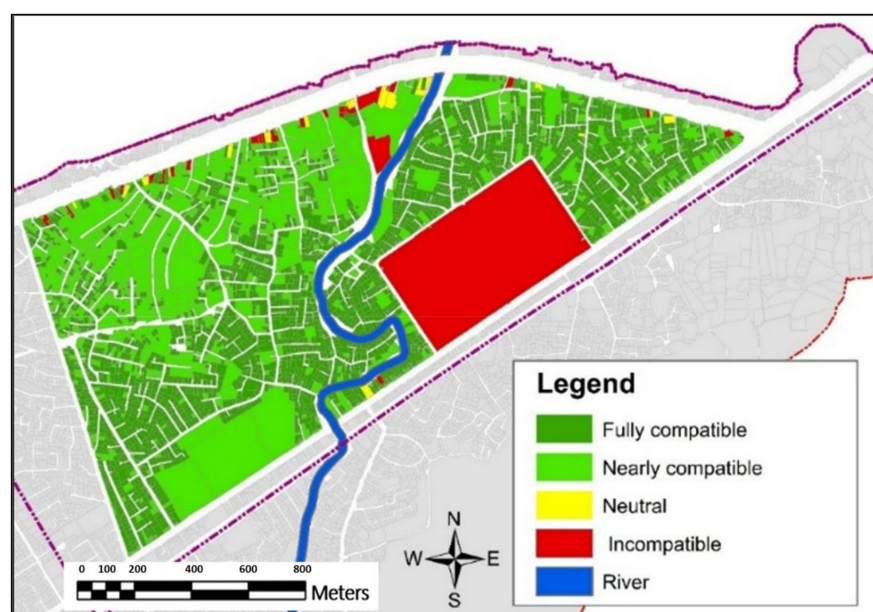 Legend
Fully compatible
Nearly compatible
Neutral
Incompatible
River
N
W E
S
0 100 200 400 600 800
Meters